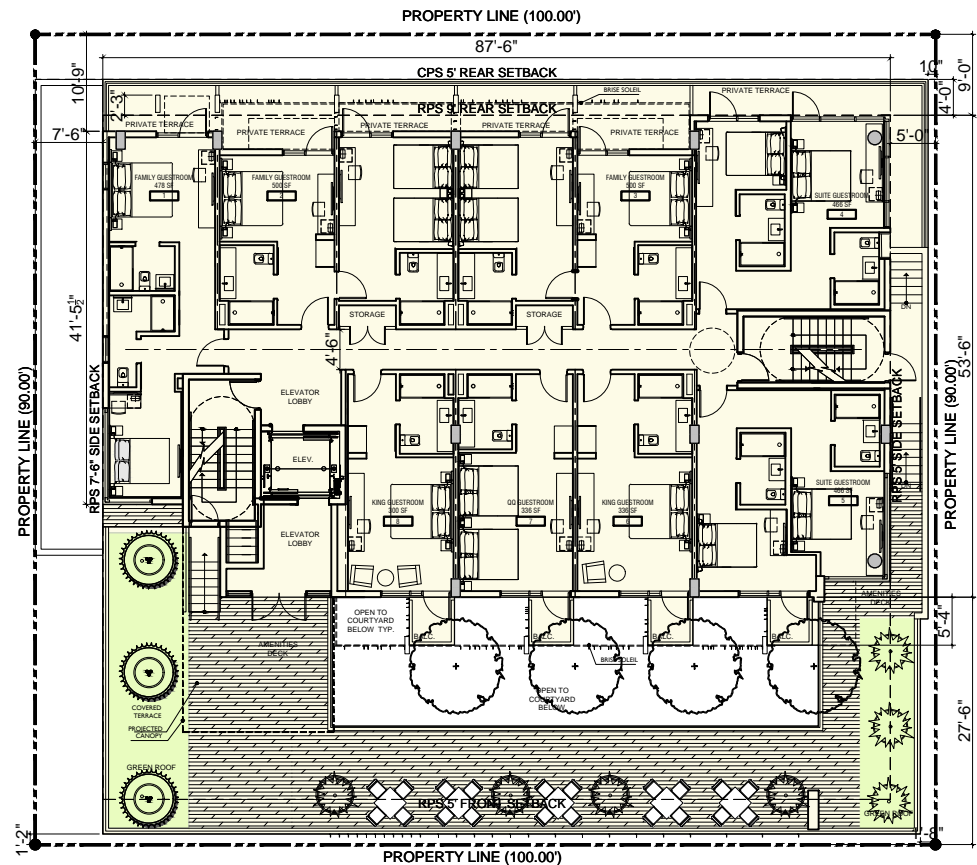 PROPERTY LINE (100.00')
87'-6"
CPS 5' REAR SETBACK
10'-9"
9'-0"
4'-0"
2'-3"
BRISE SOLEIL
RPS 9' REAR SETBACK
PRIVATE TERRACE
PRIVATE TERRACE
PRIVATE TERRACE
PRIVATE TERRACE
PRIVATE TERRACE
PRIVATE TERRACE
7'-6"
5'-0"
FAMILY GUESTROOM
478 SF
1
FAMILY GUESTROOM
500 SF
2
FAMILY GUESTROOM
500 SF
3
SUITE GUESTROOM
466 SF
4
DN
STORAGE
STORAGE
41'-5½"
4'-6"
53'-6"
PROPERTY LINE (90.00')
RPS 7'-6" SIDE SETBACK
RPS 5' SIDE SETBACK
PROPERTY LINE (90.00')
ELEVATOR
LOBBY
ELEV.
KING GUESTROOM
300 SF
8
QQ GUESTROOM
336 SF
7
KING GUESTROOM
336 SF
6
SUITE GUESTROOM
466 SF
5
ELEVATOR
LOBBY
AMENITIES
DECK
OPEN TO
COURTYARD
BELOW TYP.
BALC.
BALC.
BALC.
BALC.
5'-4"
AMENITIES
DECK
BRISE SOLEIL
OPEN TO
COURTYARD
BELOW
COVERED
TERRACE
PROJECTED
CANOPY
27'-6"
GREEN ROOF
RPS 5' FRONT SETBACK
GREEN ROOF
1'-2"
PROPERTY LINE (100.00')